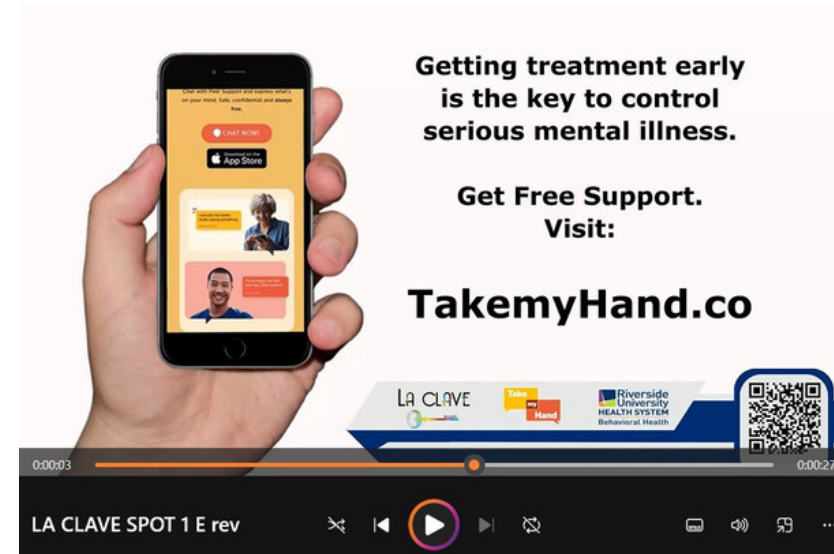 Chat with Peer Support and express what's
on your mind. Safe, confidential and always
free.
CHAT NOW!
Download on the
App Store
Getting treatment early
is the key to control
serious mental illness.
Get Free Support.
Visit:
TakemyHand.co
LA CLAVE
Take
my
Hand
Riverside
University
HEALTH SYSTEM
Behavioral Health
0:00:03
0:00:27
LA CLAVE SPOT 1 E rev